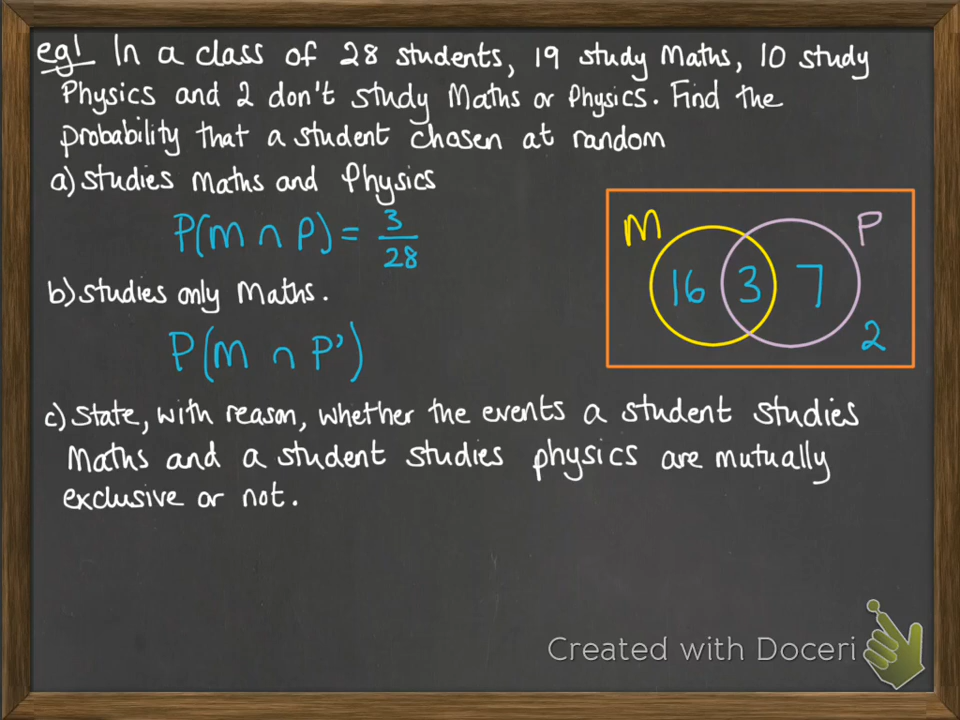 eg1 In a class of 28 students, 19 study Maths, 10 study
Physics and 2 don't study Maths or Physics. Find the
probability that a student chosen at random
a) studies Maths and Physics
P(M ∩ P) = 3/28
M P
16 3 7
2
b) studies only Maths.
P(M ∩ P')
c) State, with reason, whether the events a student studies
Maths and a student studies physics are mutually
exclusive or not.
Created with Doceri